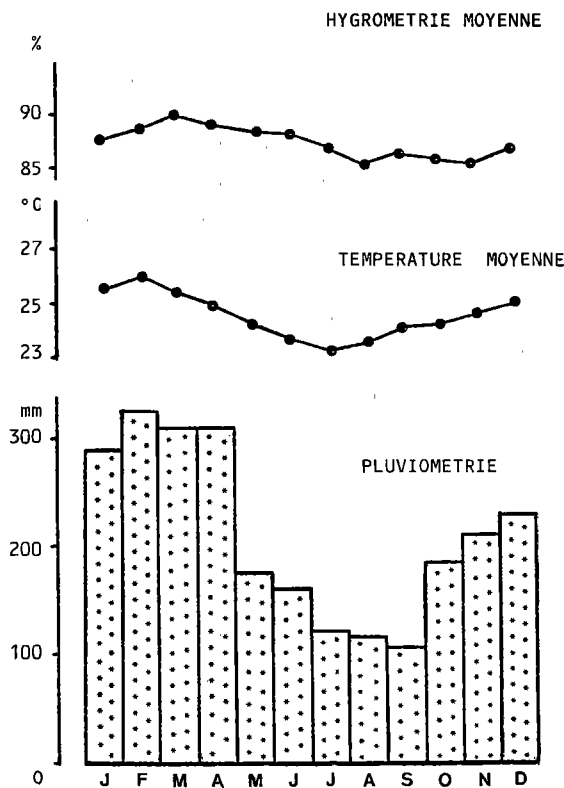 HYGROMETRIE MOYENNE
%
90
85
°C
27
TEMPERATURE MOYENNE
25
23
mm
300
PLUVIOMETRIE
200
100
0
J F M A M J J A S O N D